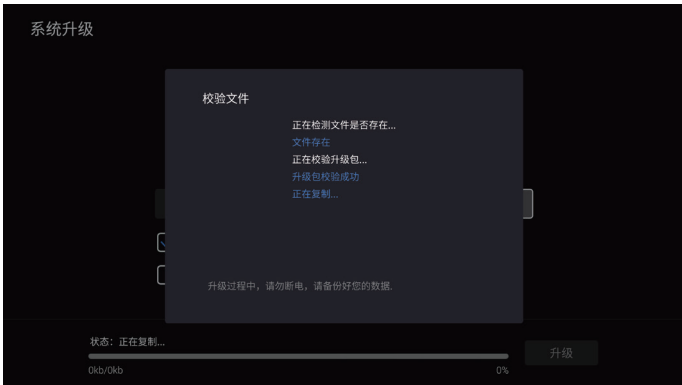 系统升级
校验文件
正在检测文件是否存在...
文件存在
正在校验升级包...
升级包校验成功
正在复制...
升级过程中，请勿断电，请备份好您的数据.
状态：正在复制...
升级
0kb/0kb
0%